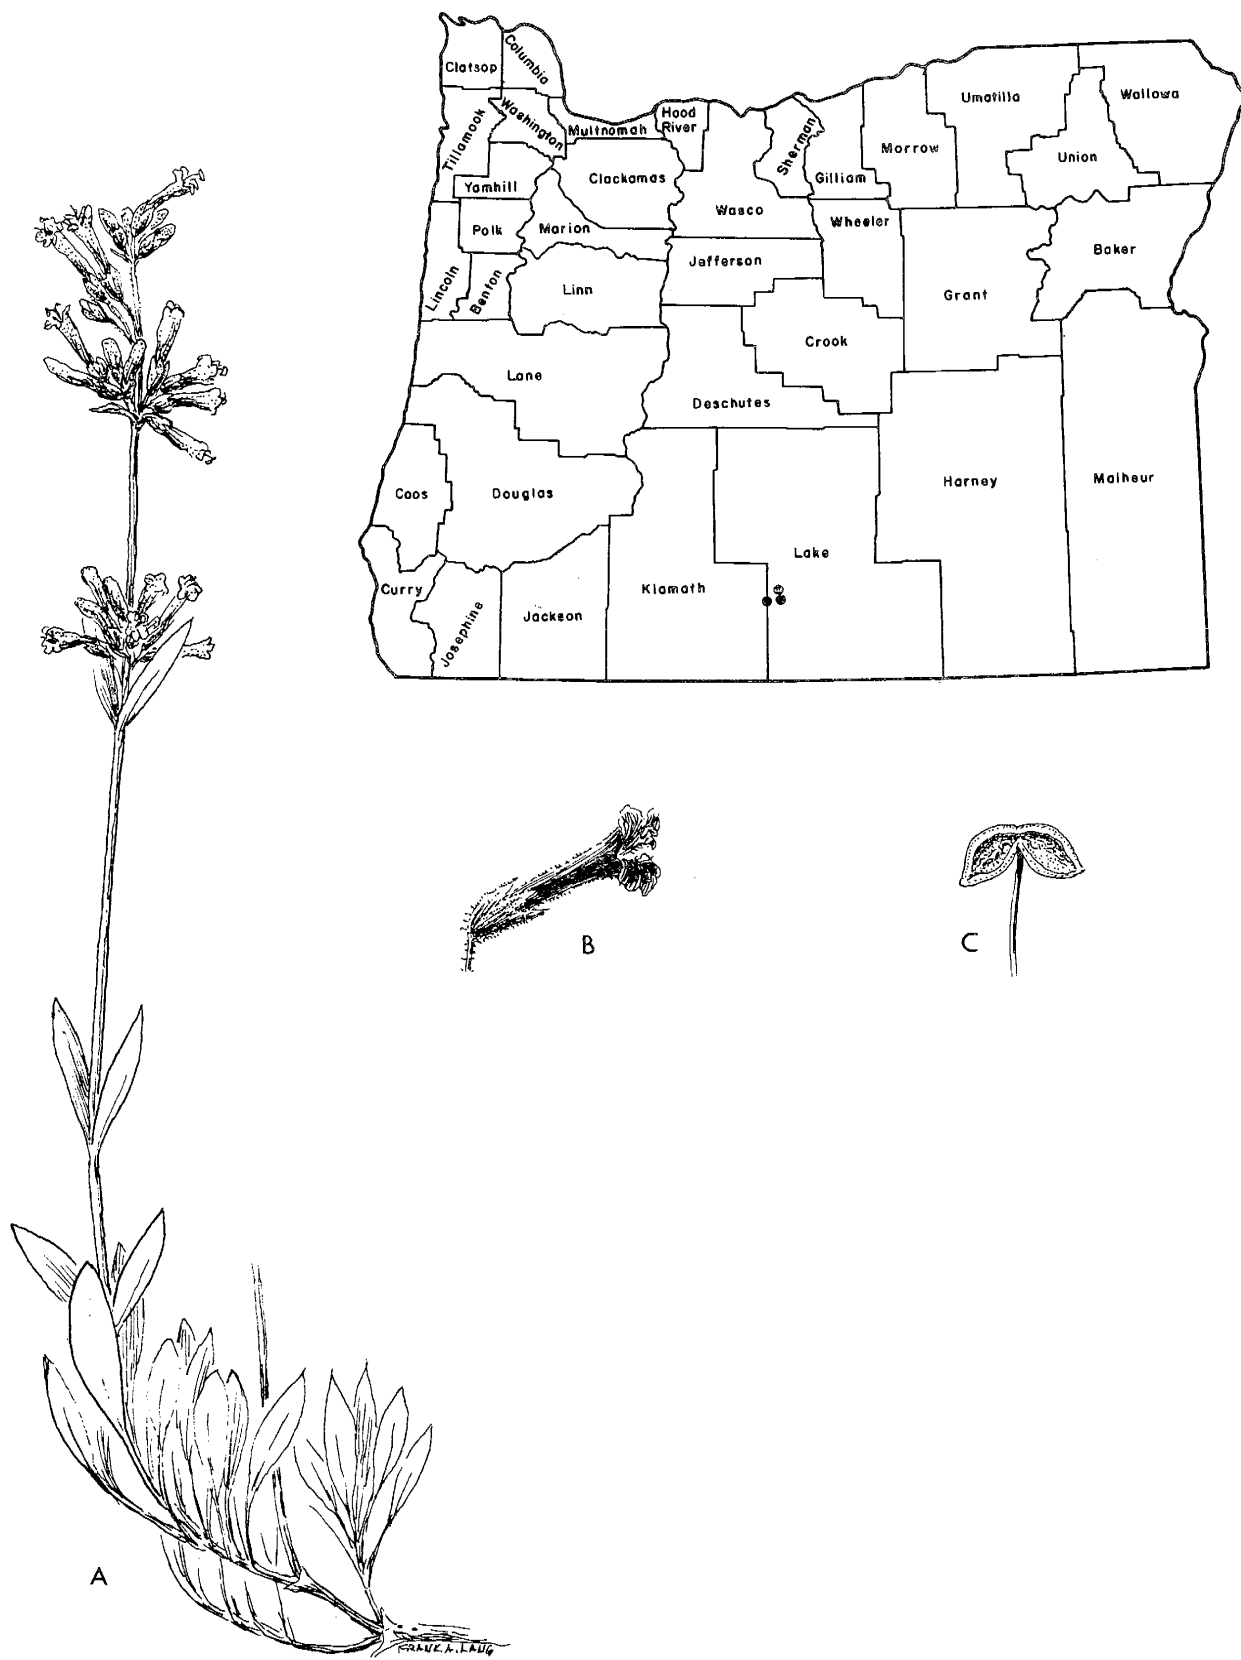 Clatsop
Columbia
Tillamook
Washington
Multnomah
Hood
River
Sherman
Gilliam
Morrow
Umatilla
Union
Wallowa
Yamhill
Clackamas
Wasco
Wheeler
Polk
Marion
Jefferson
Grant
Baker
Lincoln
Benton
Linn
Crook
Lane
Deschutes
Coos
Douglas
Harney
Malheur
Curry
Josephine
Jackson
Klamath
Lake
B
C
A
FRANK A. LANG